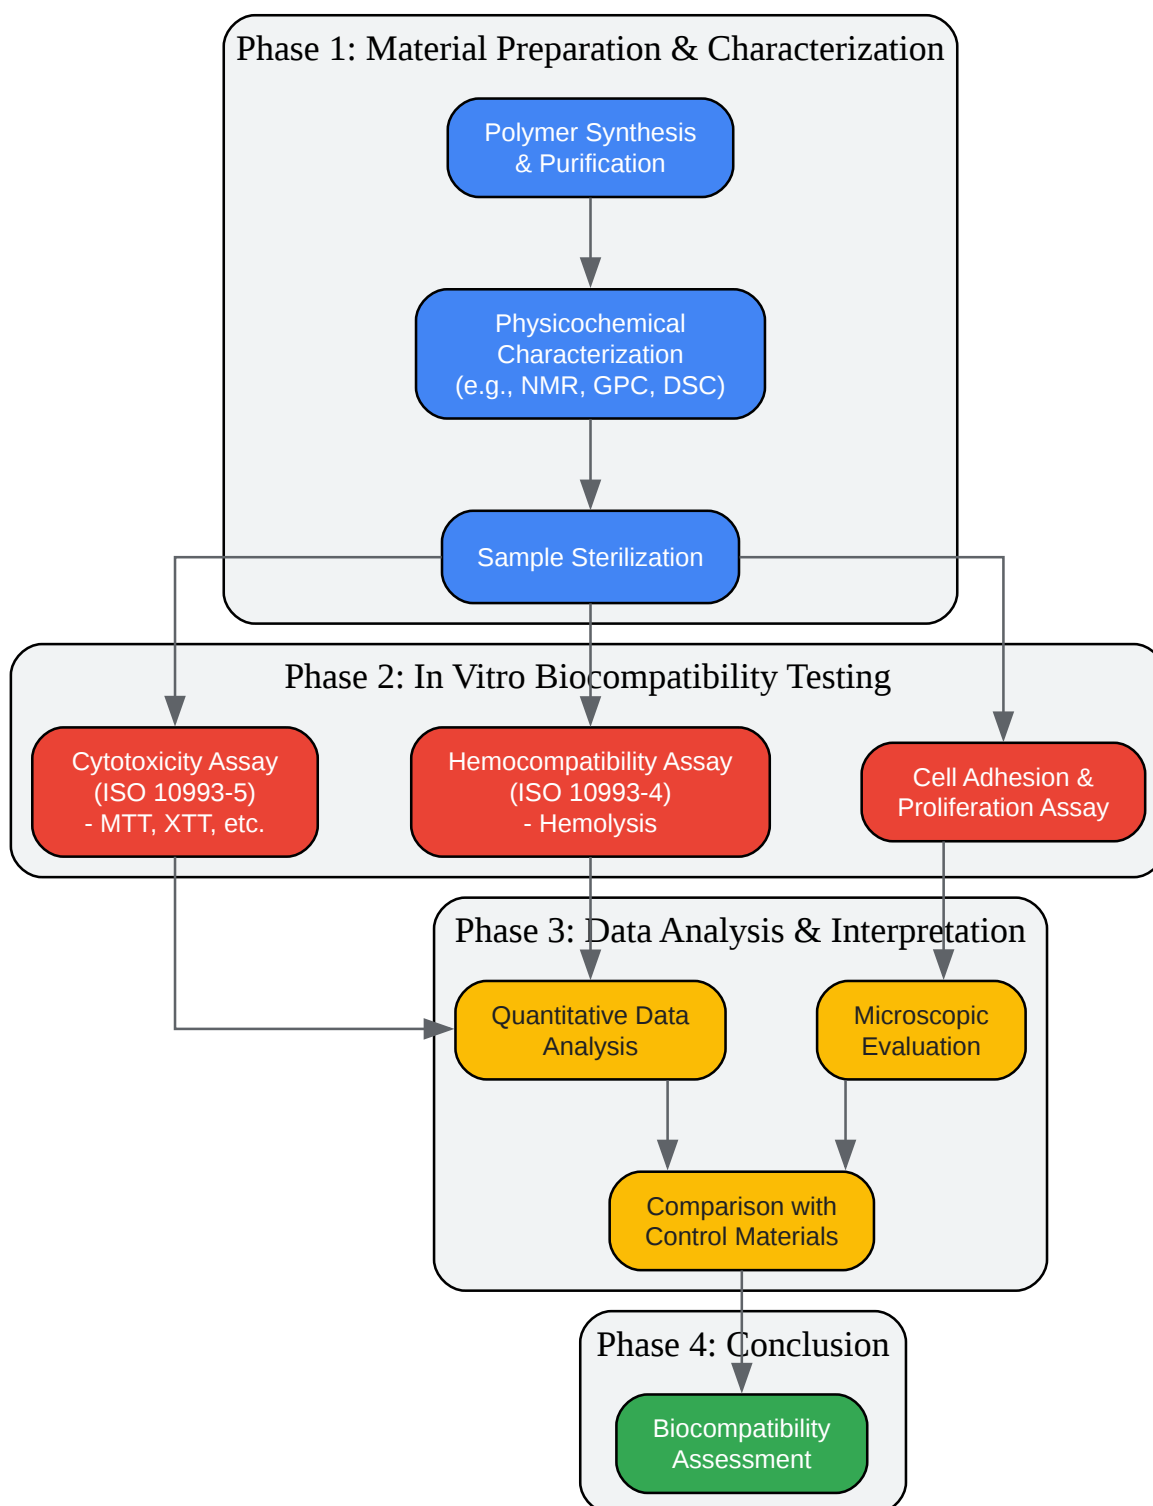 Phase 1: Material Preparation & Characterization
Polymer Synthesis
& Purification
Physicochemical
Characterization
(e.g., NMR, GPC, DSC)
Sample Sterilization
Phase 2: In Vitro Biocompatibility Testing
Cytotoxicity Assay
(ISO 10993-5)
- MTT, XTT, etc.
Hemocompatibility Assay
(ISO 10993-4)
- Hemolysis
Cell Adhesion &
Proliferation Assay
Phase 3: Data Analysis & Interpretation
Quantitative Data
Analysis
Microscopic
Evaluation
Comparison with
Control Materials
Phase 4: Conclusion
Biocompatibility
Assessment